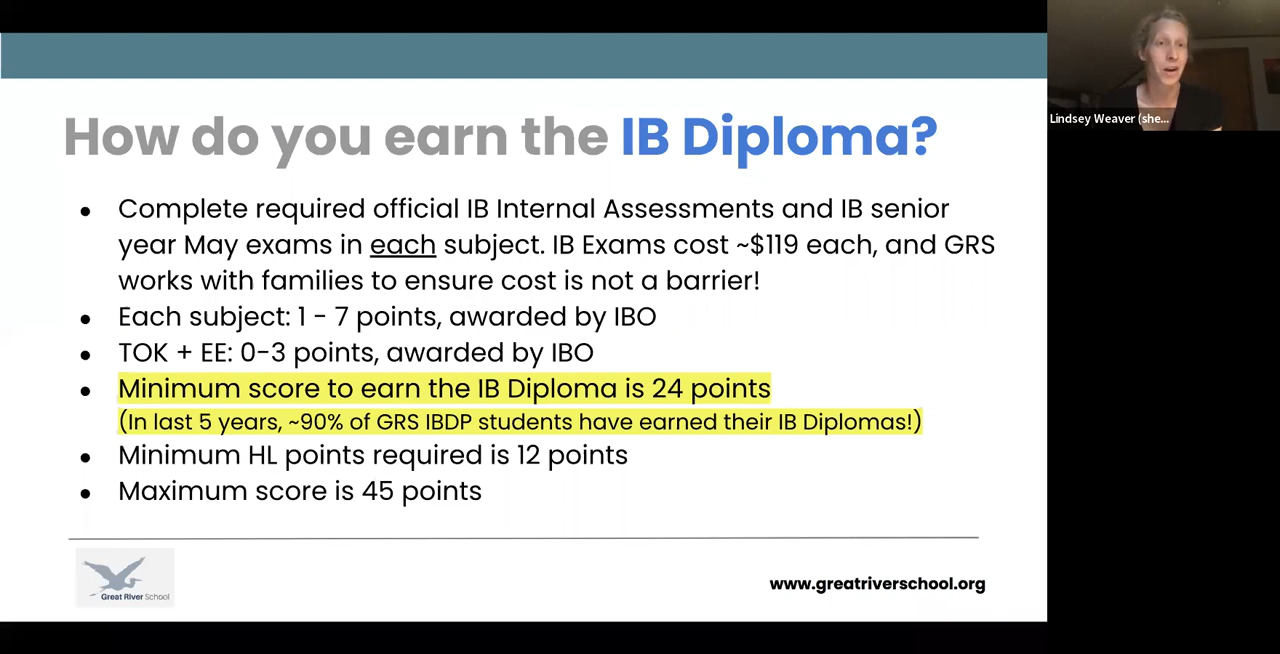 How do you earn the IB Diploma?
Complete required official IB Internal Assessments and IB senior
year May exams in each subject. IB Exams cost ~$119 each, and GRS
works with families to ensure cost is not a barrier!
Each subject: 1 - 7 points, awarded by IBO
TOK + EE: 0-3 points, awarded by IBO
Minimum score to earn the IB Diploma is 24 points
(In last 5 years, ~90% of GRS IBDP students have earned their IB Diplomas!)
Minimum HL points required is 12 points
Maximum score is 45 points
Great River School
www.greatriverschool.org
Lindsey Weaver (she...